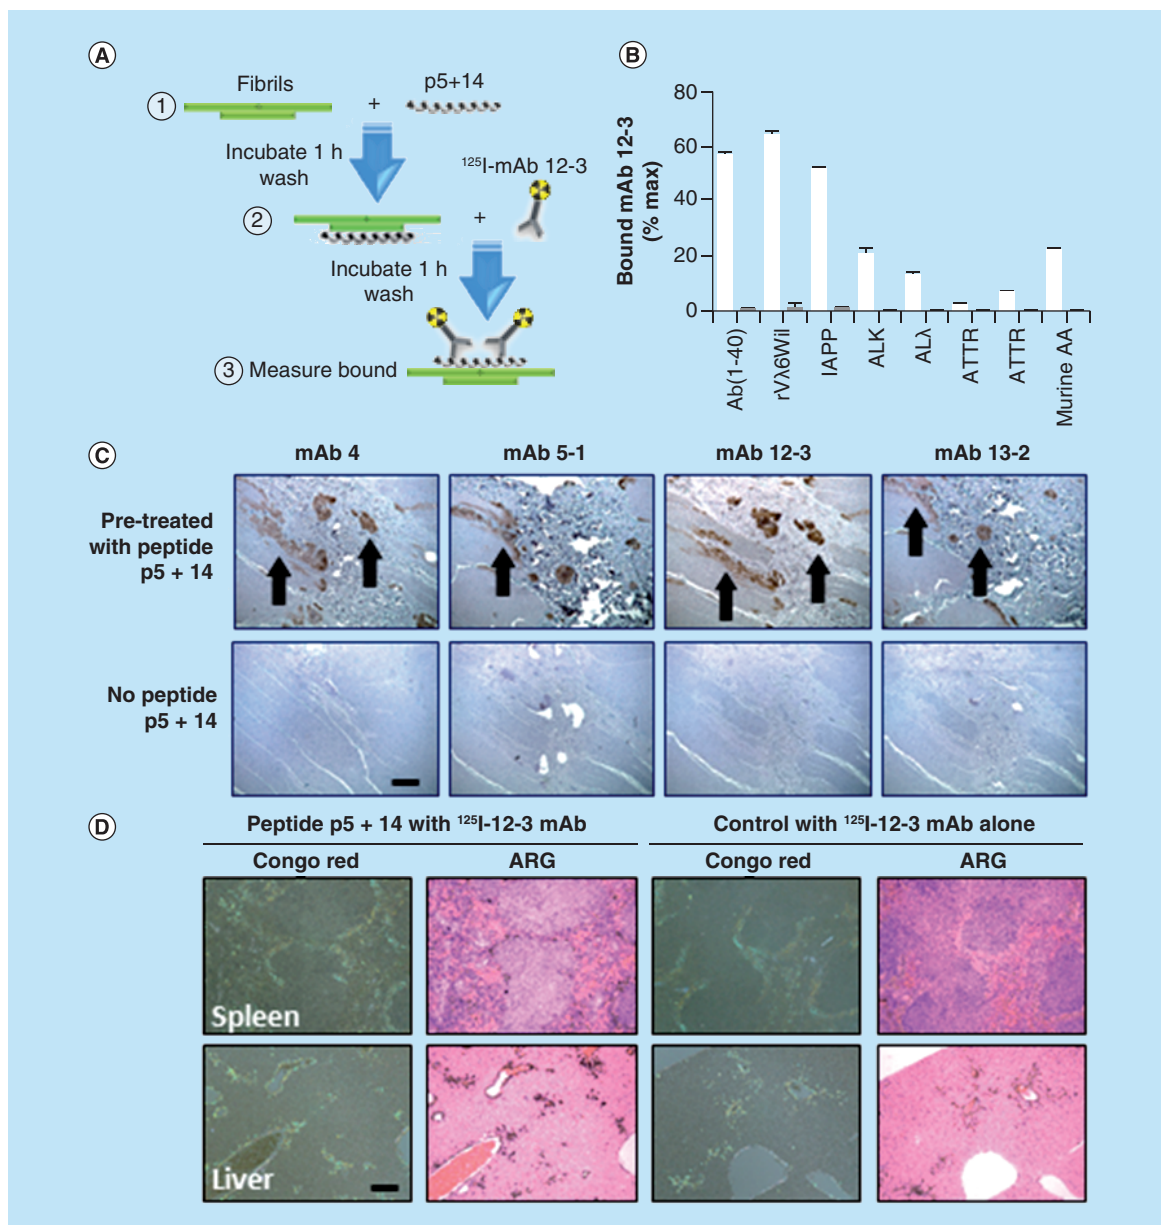 A
Fibrils
p5+14
1
+
Incubate 1 h
wash
¹²⁵I-mAb 12-3
2
+
Incubate 1 h
wash
3 Measure bound
B
Bound mAb 12-3
(% max)
80
60
40
20
0
Ab(1-40)
rVλ6Wil
IAPP
ALK
ALλ
ATTR
ATTR
Murine AA
C
mAb 4
mAb 5-1
mAb 12-3
mAb 13-2
Pre-treated
with peptide
p5 + 14
No peptide
p5 + 14
D
Peptide p5 + 14 with ¹²⁵I-12-3 mAb
Control with ¹²⁵I-12-3 mAb alone
Congo red
ARG
Congo red
ARG
Spleen
Liver